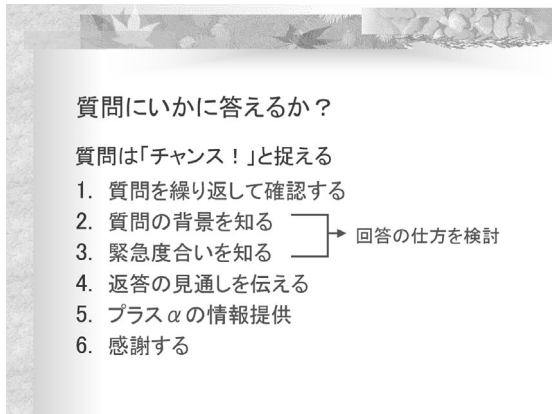 質問にいかに答えるか？
質問は「チャンス！」と捉える
1. 質問を繰り返して確認する
2. 質問の背景を知る
3. 緊急度合いを知る
回答の仕方を検討
4. 返答の見通しを伝える
5. プラスαの情報提供
6. 感謝する